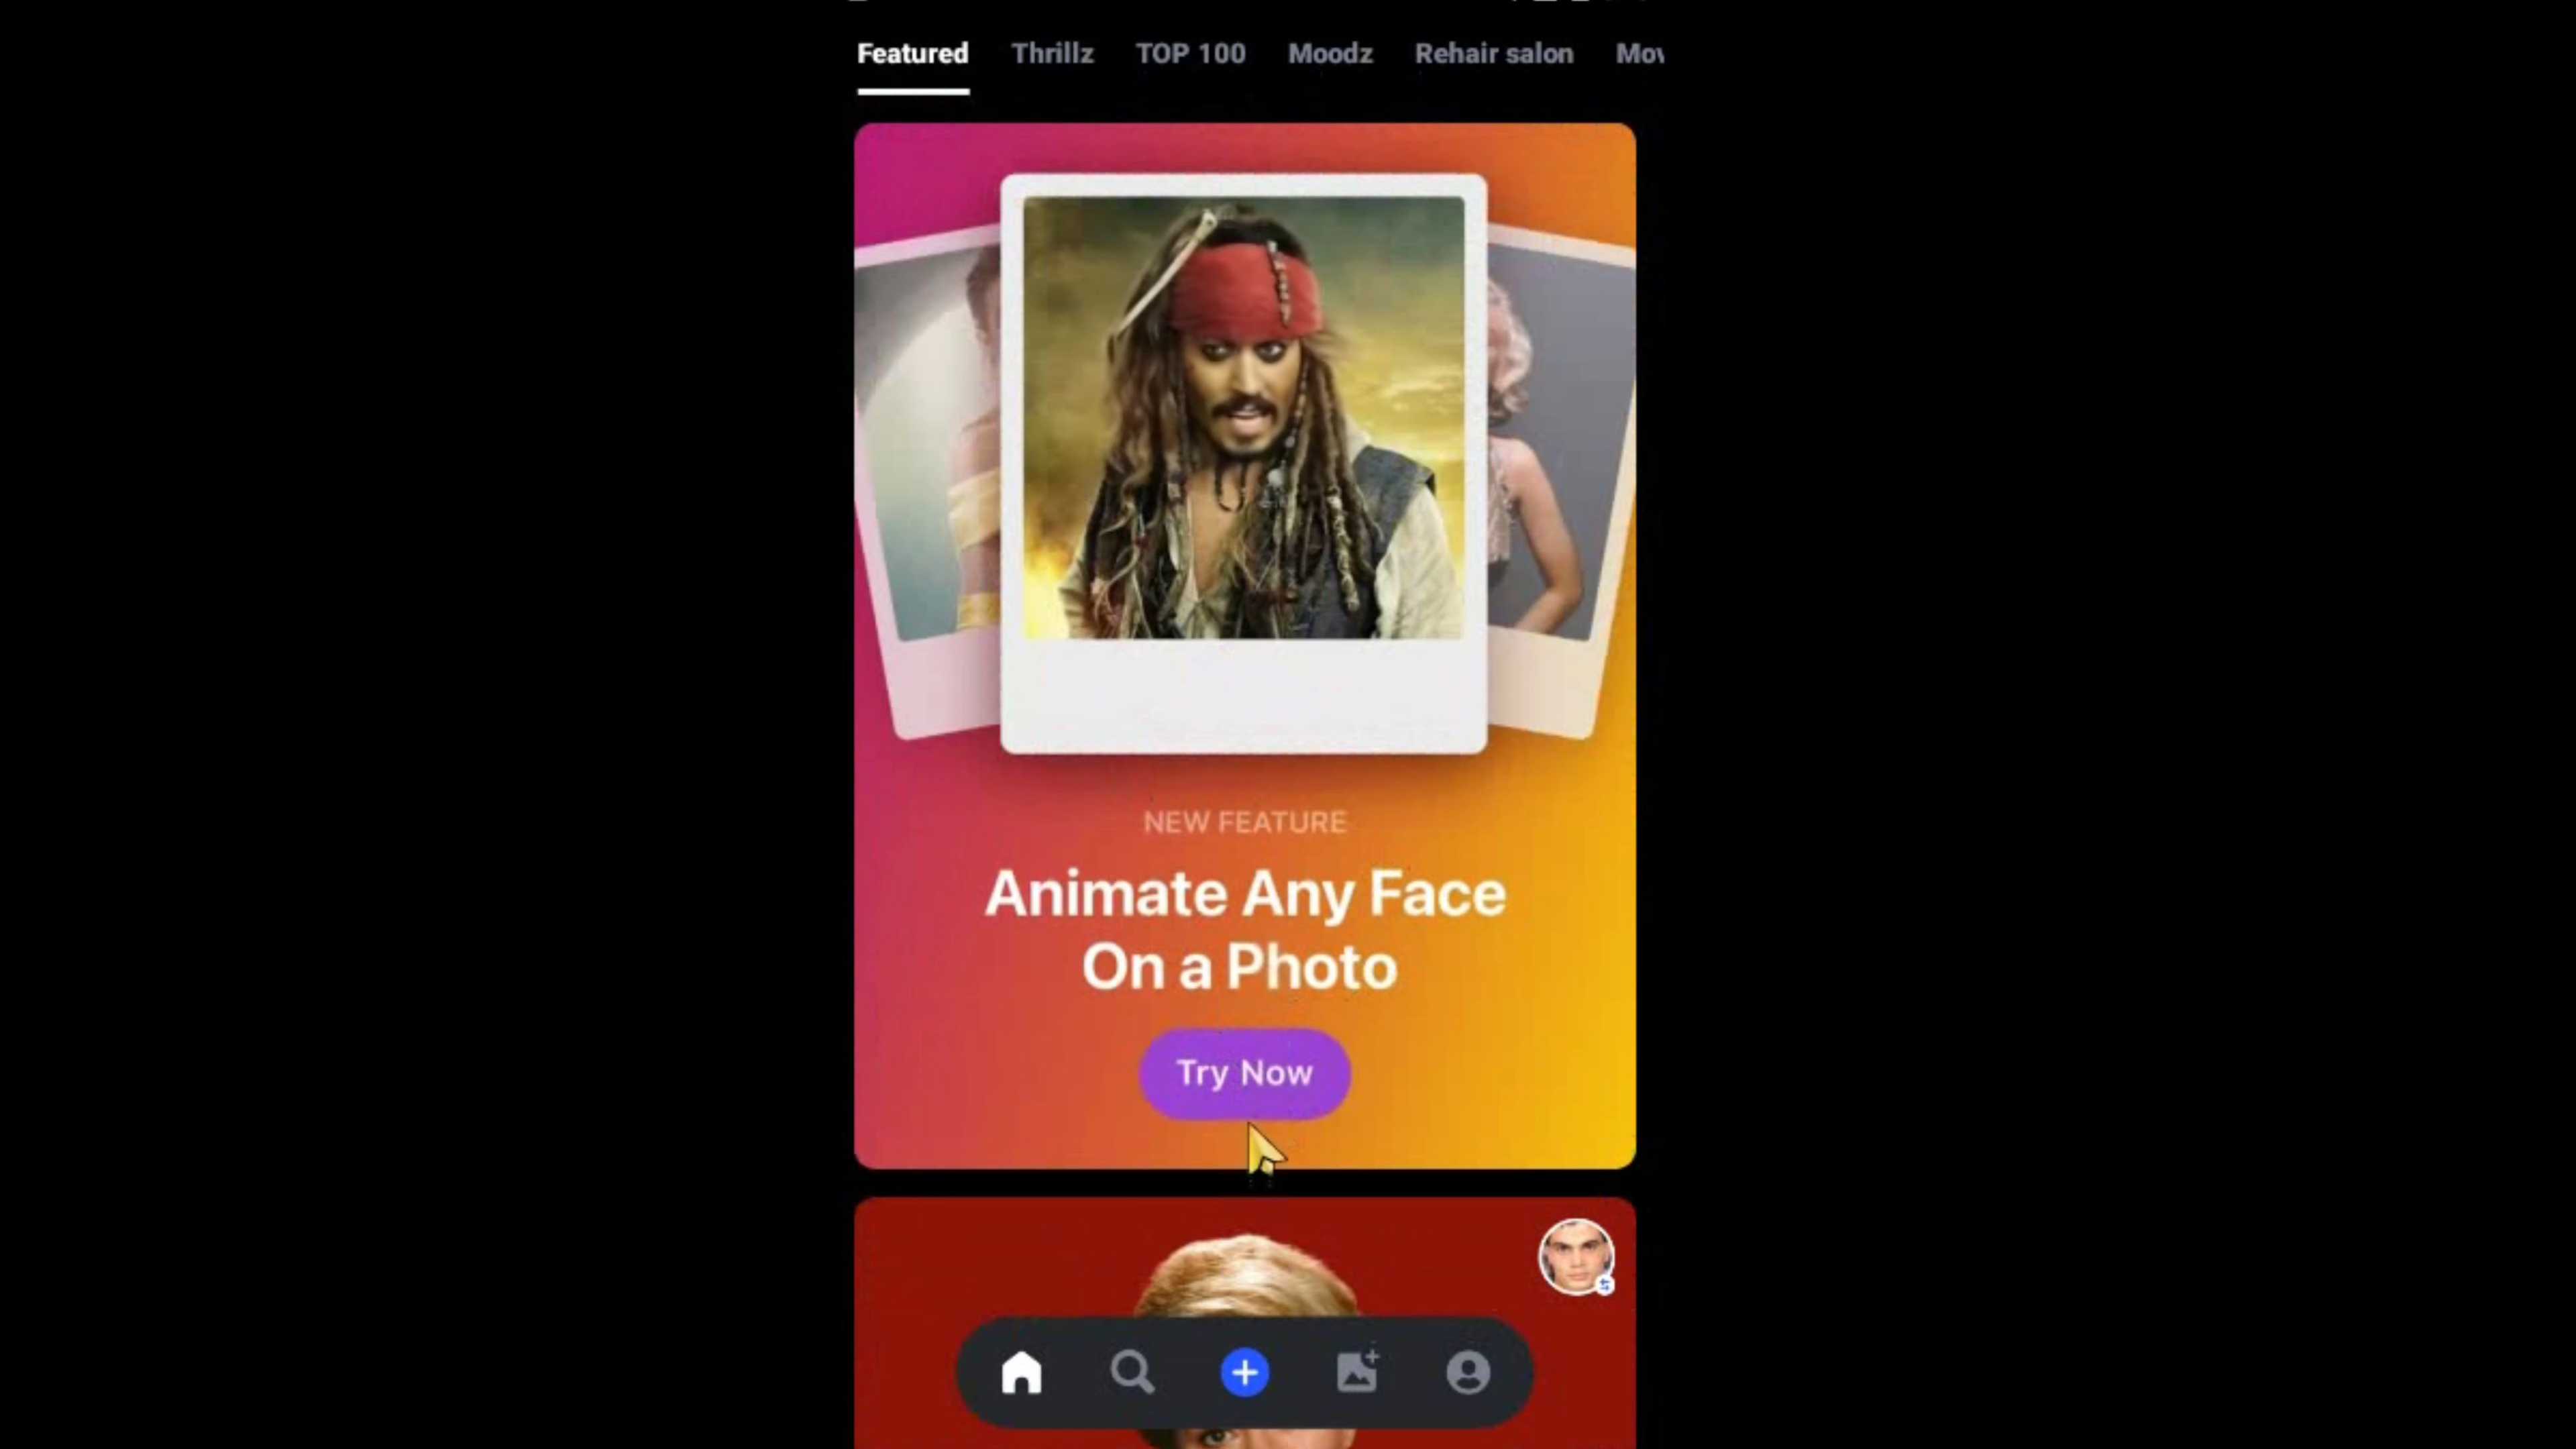 Featured Thrillz TOP 100 Moodz Rehair salon
NEW FEATURE
Animate Any Face
On a Photo
Try Now